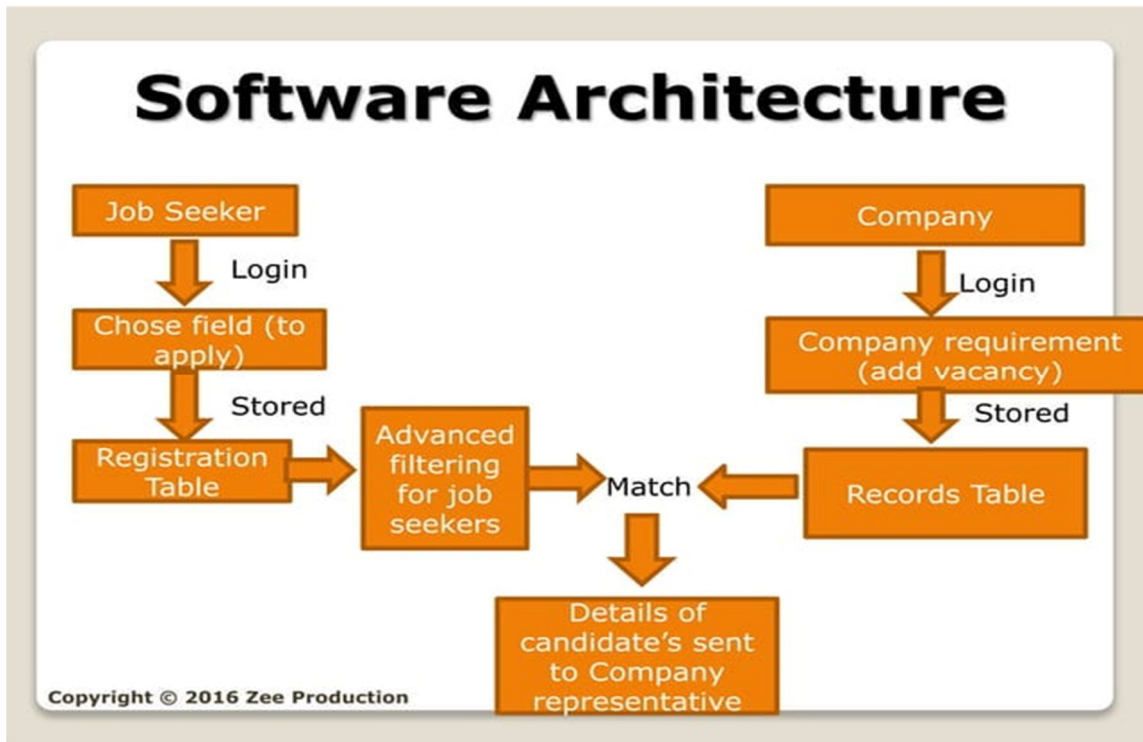 Software Architecture
Job Seeker
Login
Chose field (to
apply)
Stored
Registration
Table
Advanced
filtering
for job
seekers
Match
Company
Login
Company requirement
(add vacancy)
Stored
Records Table
Details of
candidate's sent
to Company
representative
Copyright © 2016 Zee Production